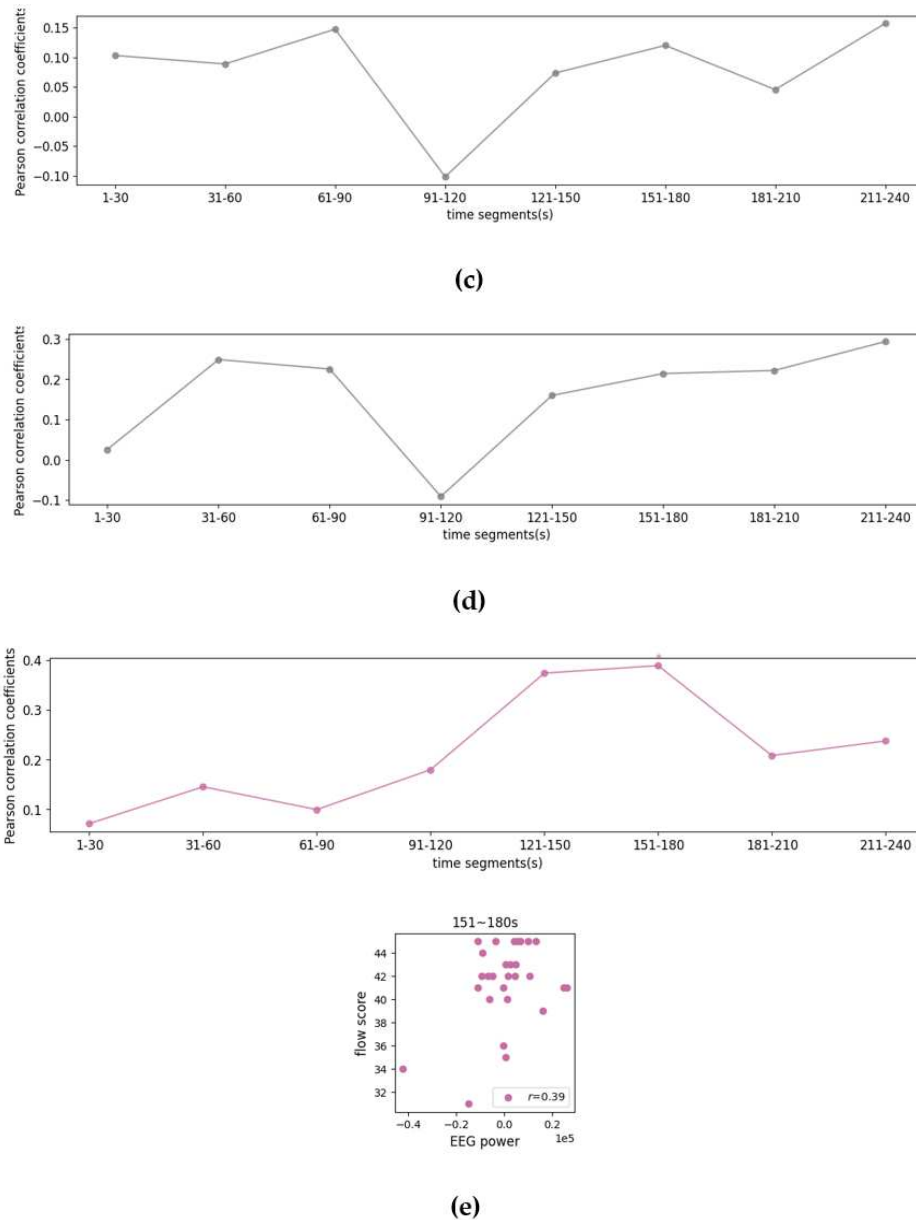 Pearson correlation coefficients
0.15
0.10
0.05
0.00
−0.05
−0.10
1-30 31-60 61-90 91-120 121-150 151-180 181-210 211-240
time segments(s)
(c)
Pearson correlation coefficients
0.3
0.2
0.1
0.0
−0.1
1-30 31-60 61-90 91-120 121-150 151-180 181-210 211-240
time segments(s)
(d)
Pearson correlation coefficients
0.4
0.3
0.2
0.1
1-30 31-60 61-90 91-120 121-150 151-180 181-210 211-240
time segments(s)
151~180s
flow score
44
42
40
38
36
34
32
r=0.39
−0.4 −0.2 0.0 0.2
1e5
EEG power
(e)